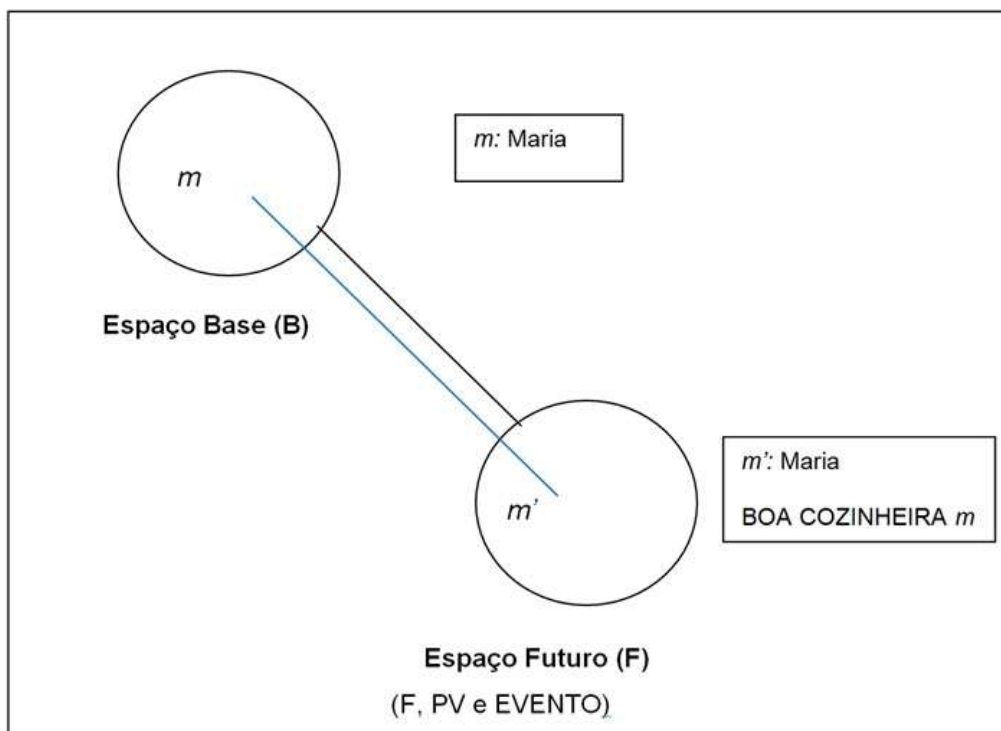 m
m: Maria
Espaço Base (B)
m'
m’: Maria
BOA COZINHEIRA m
Espaço Futuro (F)
(F, PV e EVENTO)